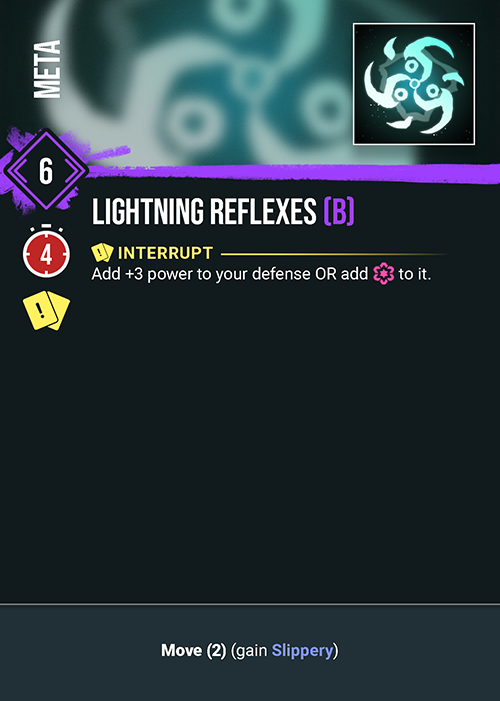 META
6
LIGHTNING REFLEXES (B)
4
! INTERRUPT
Add +3 power to your defense OR add to it.
!
Move (2) (gain Slippery)